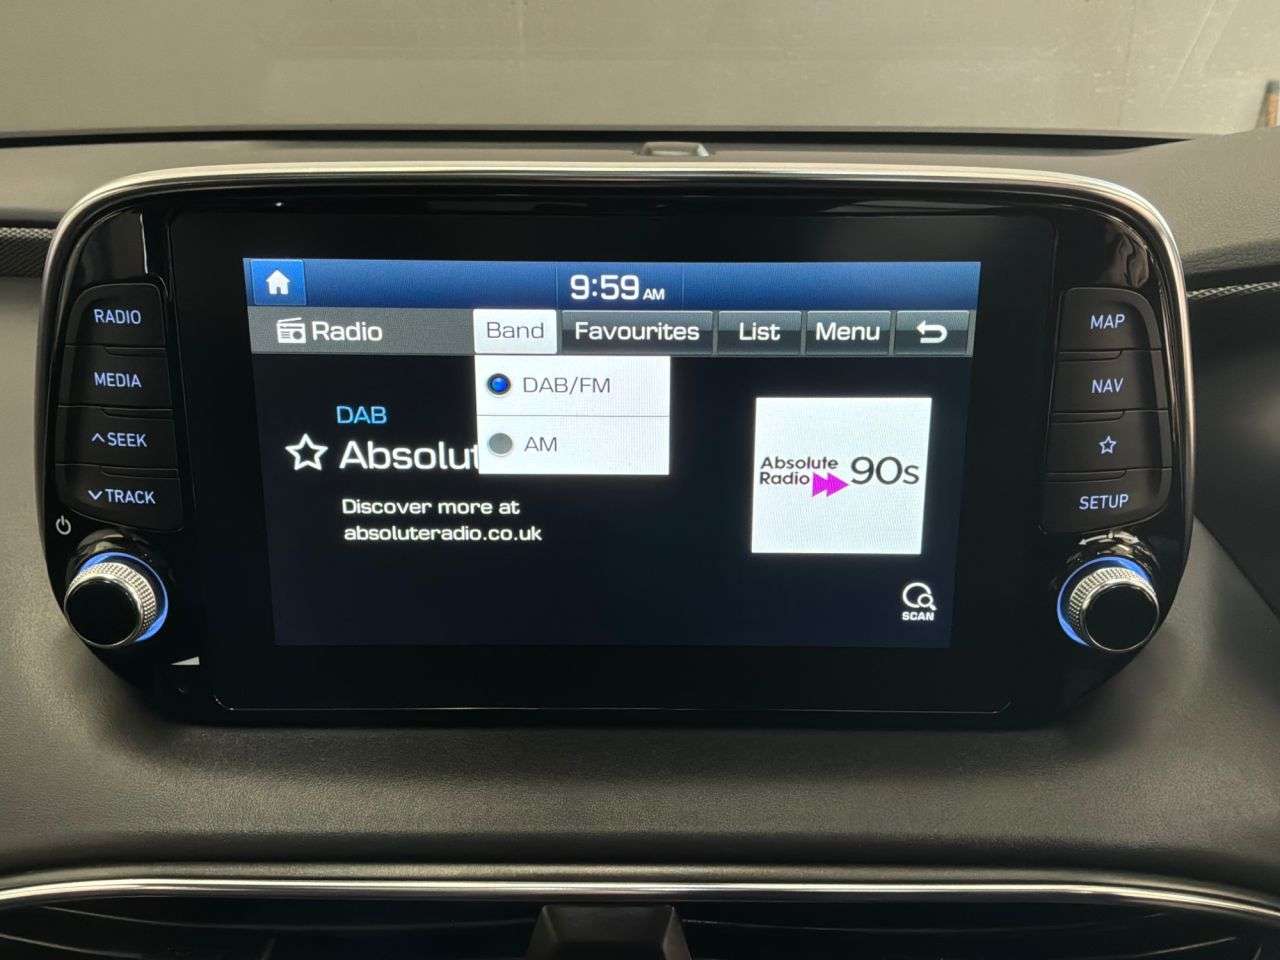 9:59 AM
Radio
Band
Favourites
List
Menu
DAB/FM
AM
DAB
Absolut
Discover more at
absoluteradio.co.uk
Absolute
Radio 90s
SCAN
RADIO
MEDIA
SEEK
TRACK
MAP
NAV
SETUP